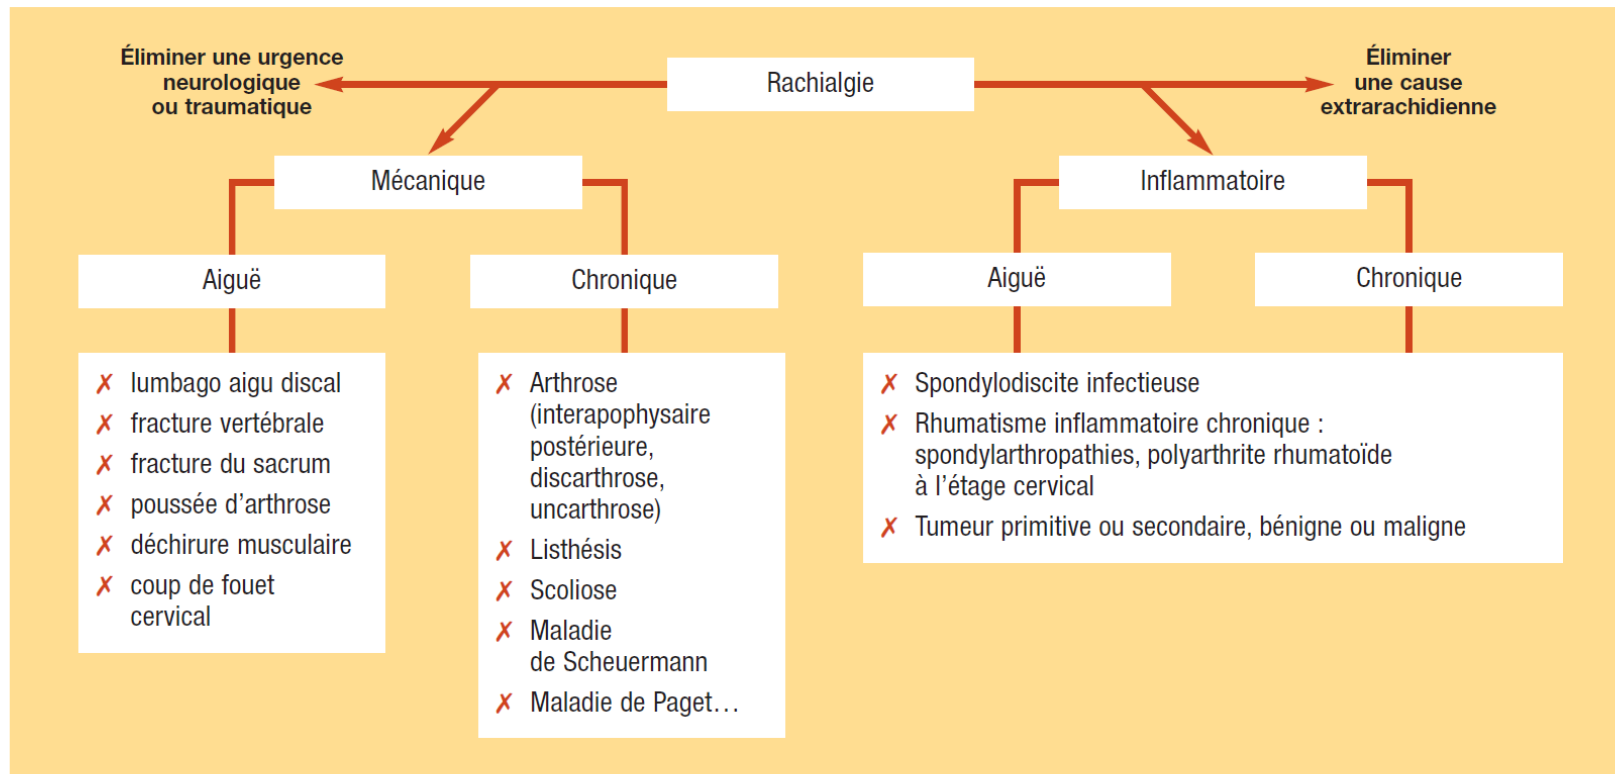 Éliminer une urgence
neurologique
ou traumatique
Rachialgie
Éliminer
une cause
extrarachidienne
Mécanique
Inflammatoire
Aiguë
Chronique
Aiguë
Chronique
✗ lumbago aigu discal
✗ fracture vertébrale
✗ fracture du sacrum
✗ poussée d’arthrose
✗ déchirure musculaire
✗ coup de fouet
cervical
✗ Arthrose
(interapophysaire
postérieure,
discarthrose,
uncarthrose)
✗ Listhésis
✗ Scoliose
✗ Maladie
de Scheuermann
✗ Maladie de Paget…
✗ Spondylodiscite infectieuse
✗ Rhumatisme inflammatoire chronique :
spondylarthropathies, polyarthrite rhumatoïde
à l’étage cervical
✗ Tumeur primitive ou secondaire, bénigne ou maligne